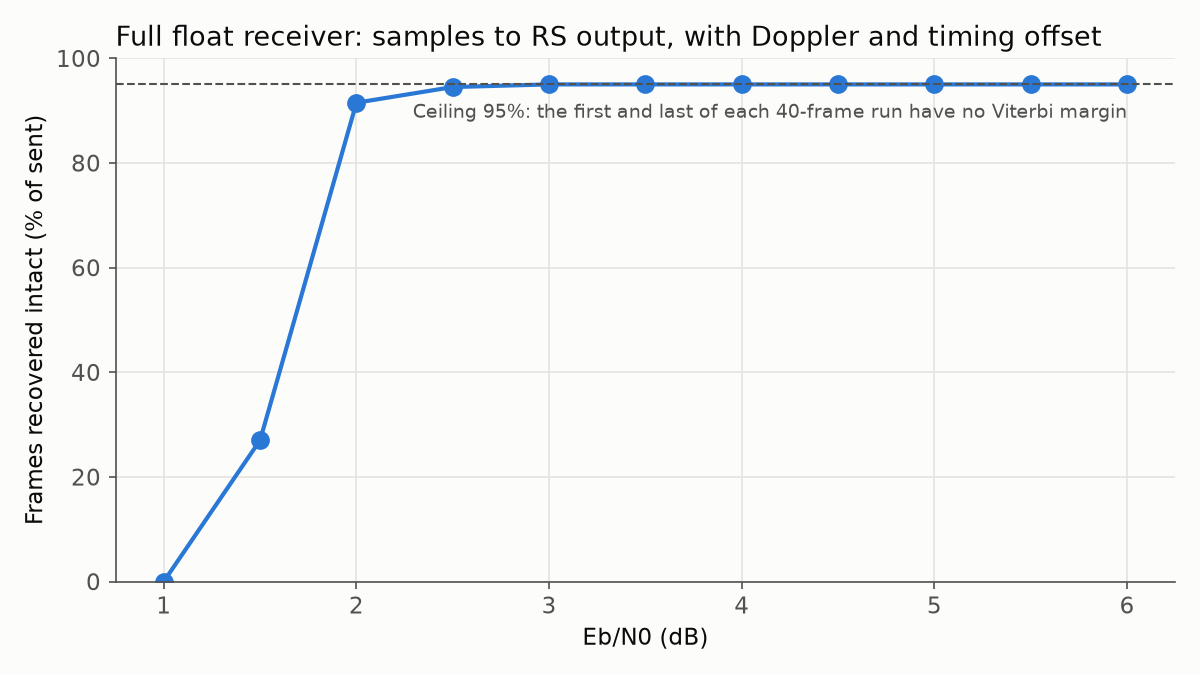 Full float receiver: samples to RS output, with Doppler and timing offset
100
80
60
40
20
0
Frames recovered intact (% of sent)
Ceiling 95%: the first and last of each 40-frame run have no Viterbi margin
1 2 3 4 5 6
Eb/N0 (dB)